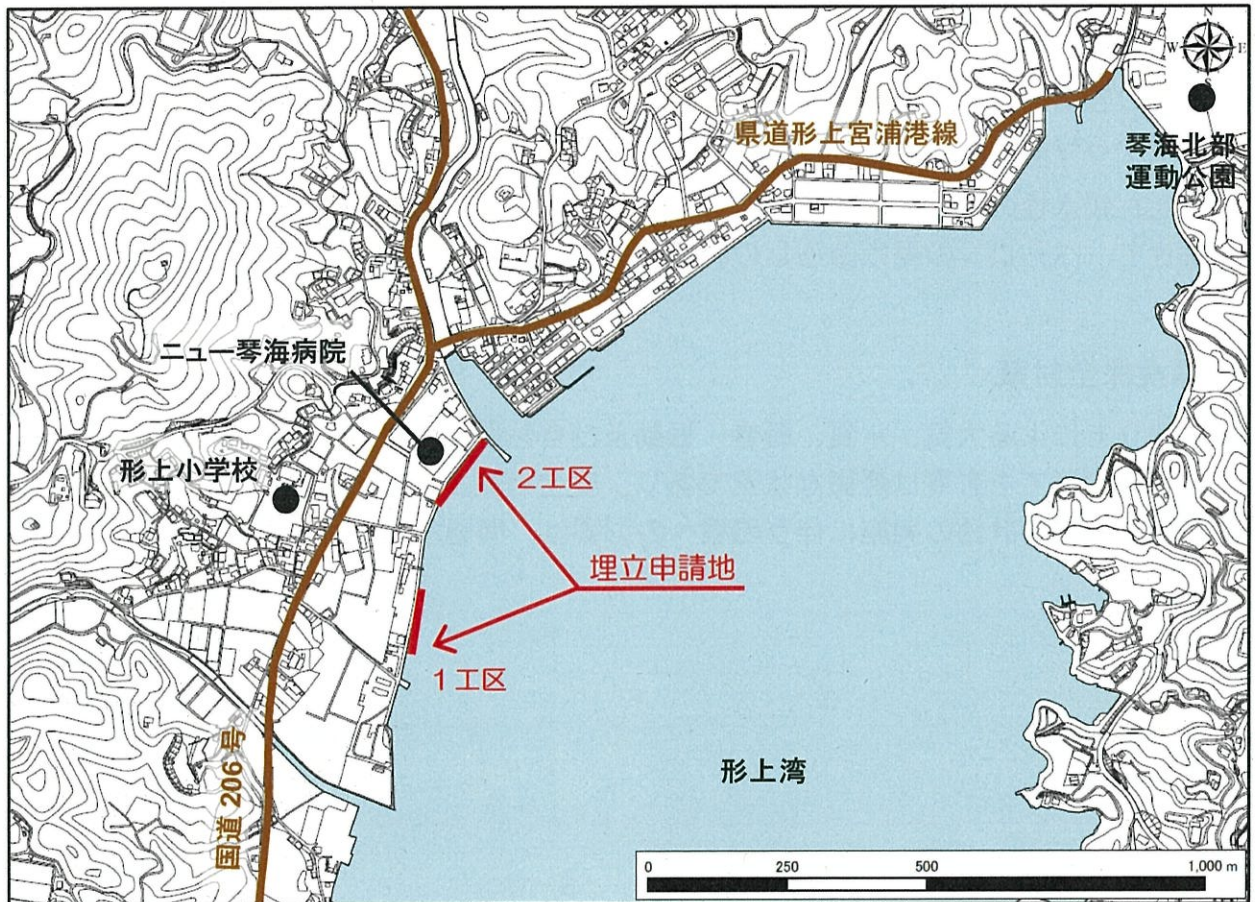 N
W
E
S
県道形上宮浦港線
琴海北部
運動公園
ニュー琴海病院
形上小学校
2工区
埋立申請地
1工区
国道206号
形上湾
0
250
500
1,000 m